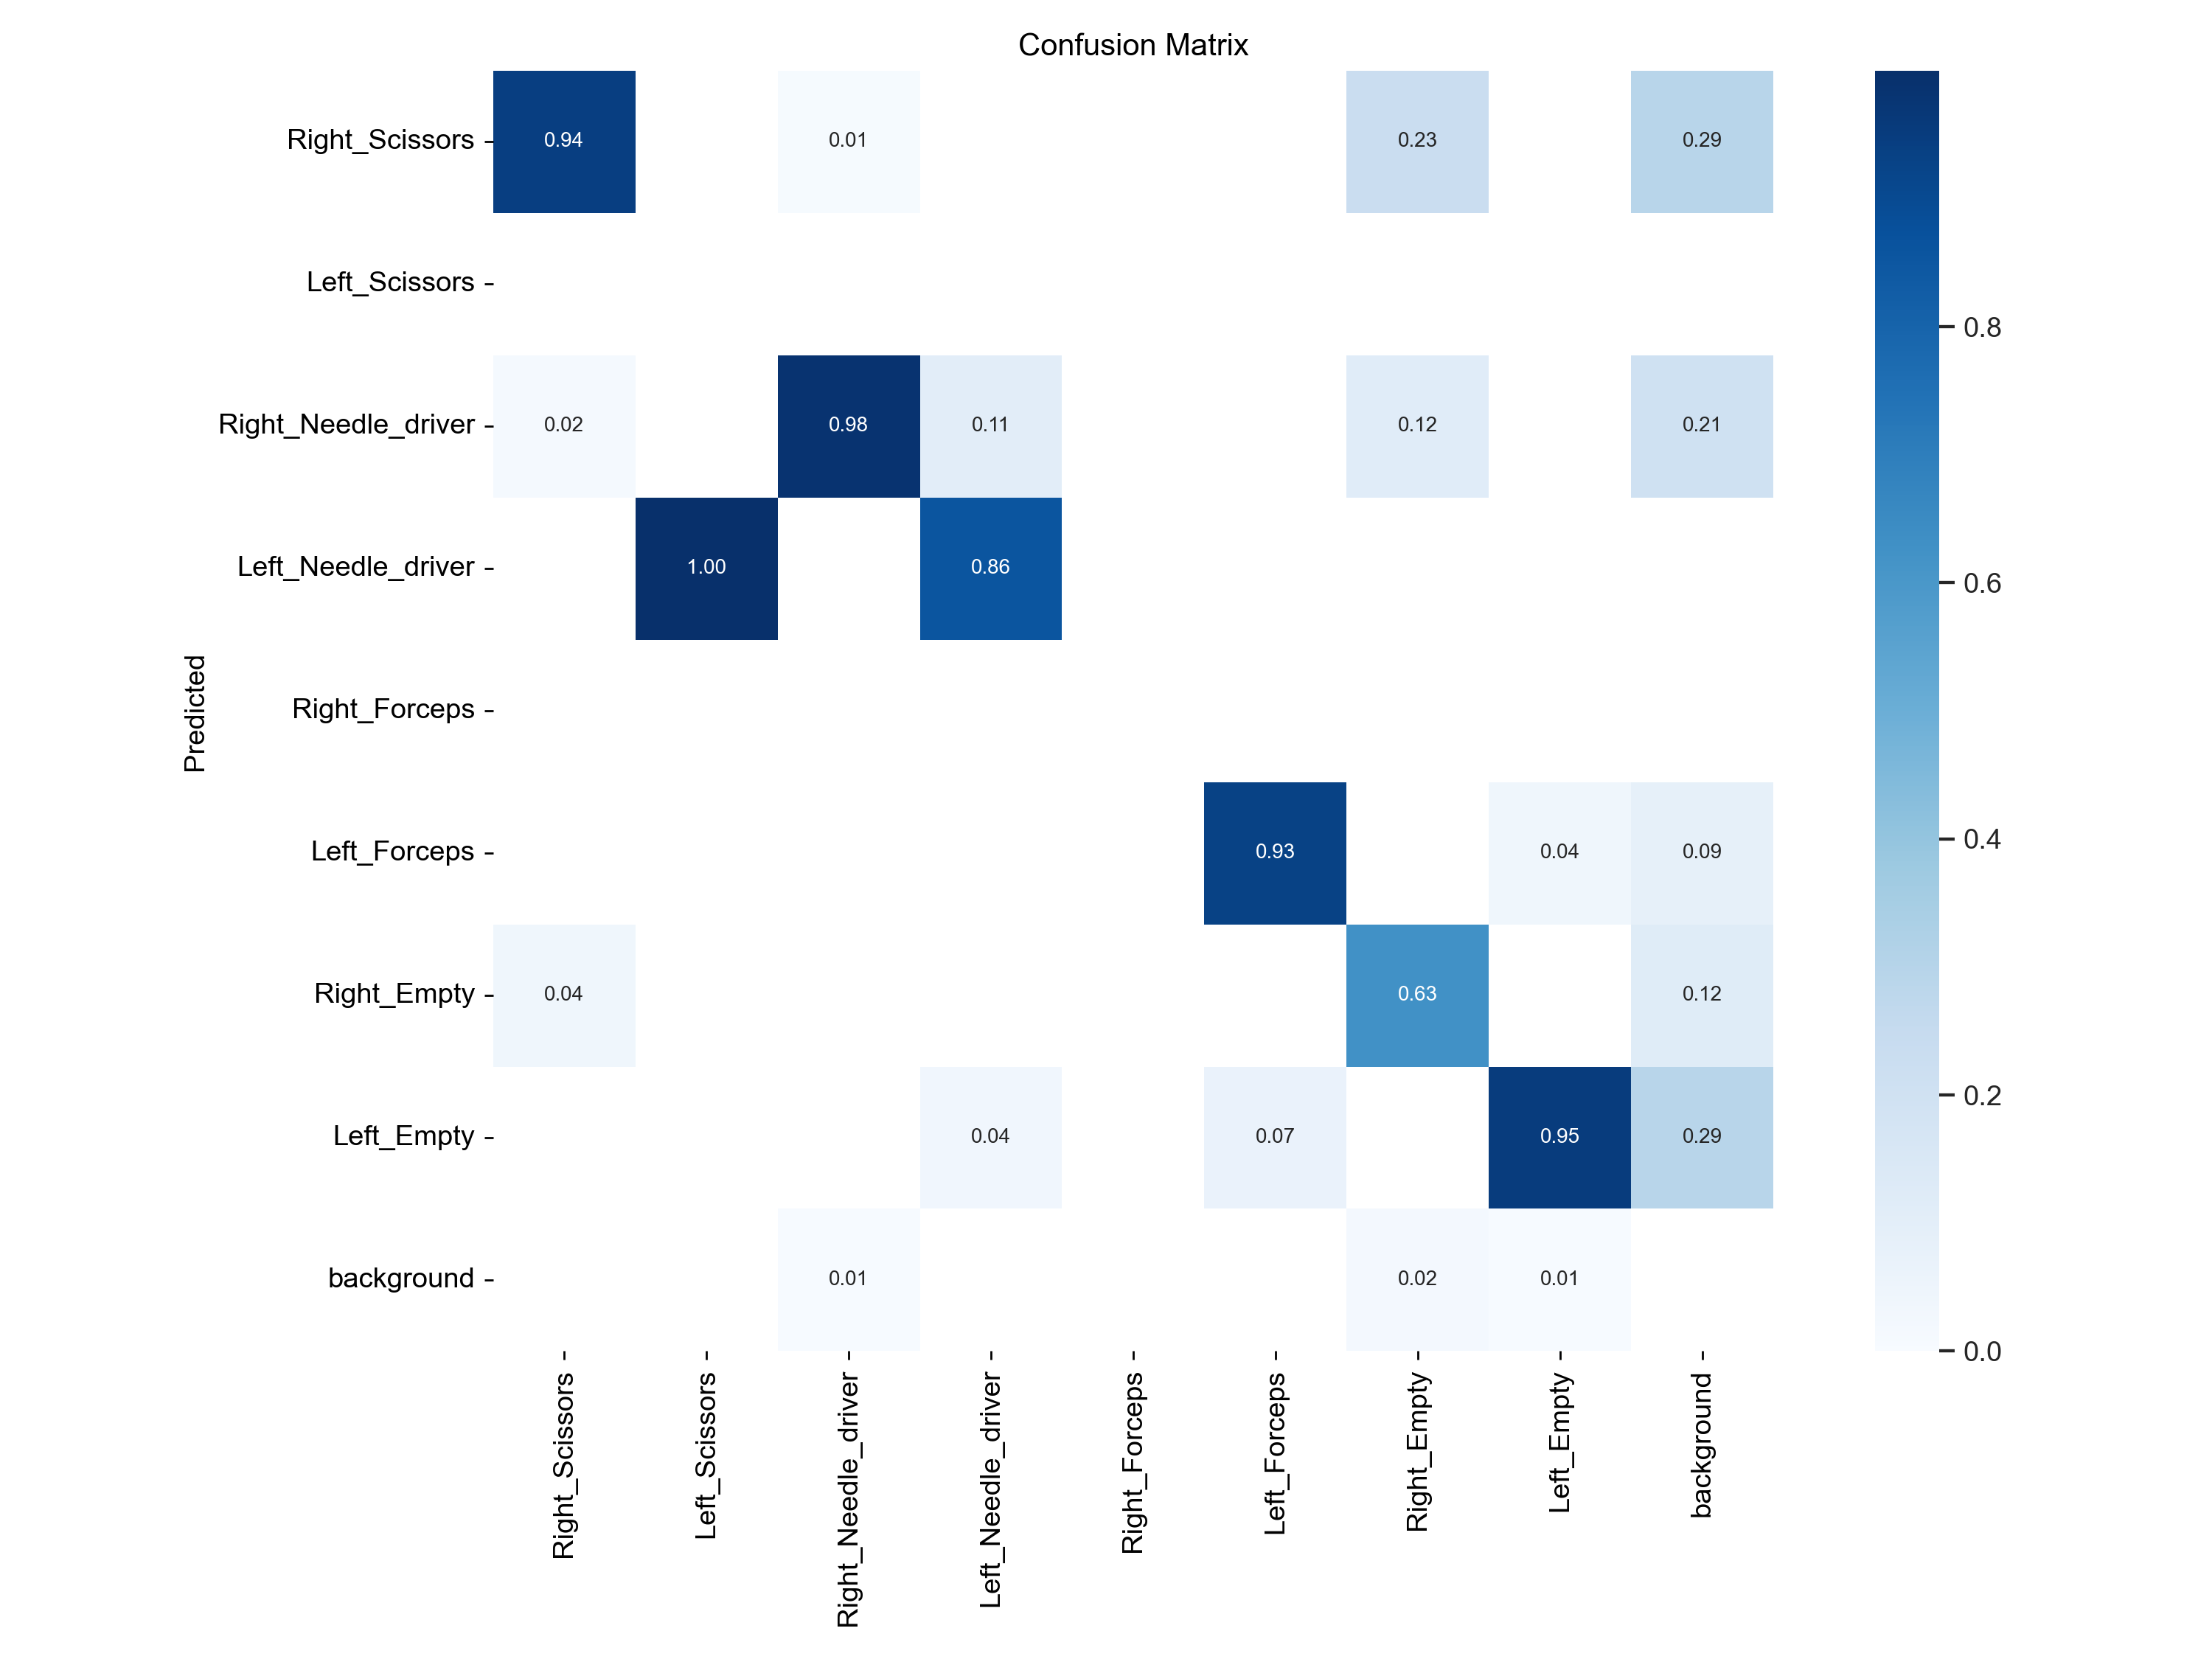 Confusion Matrix
Right_Scissors
0.94
0.01
0.23
0.29
Left_Scissors
Right_Needle_driver
0.02
0.98
0.11
0.12
0.21
Left_Needle_driver
1.00
0.86
Right_Forceps
Left_Forceps
0.93
0.04
0.09
Right_Empty
0.04
0.63
0.12
Left_Empty
0.04
0.07
0.95
0.29
background
0.01
0.02
0.01
Predicted
Right_Scissors
Left_Scissors
Right_Needle_driver
Left_Needle_driver
Right_Forceps
Left_Forceps
Right_Empty
Left_Empty
background
0.8
0.6
0.4
0.2
0.0